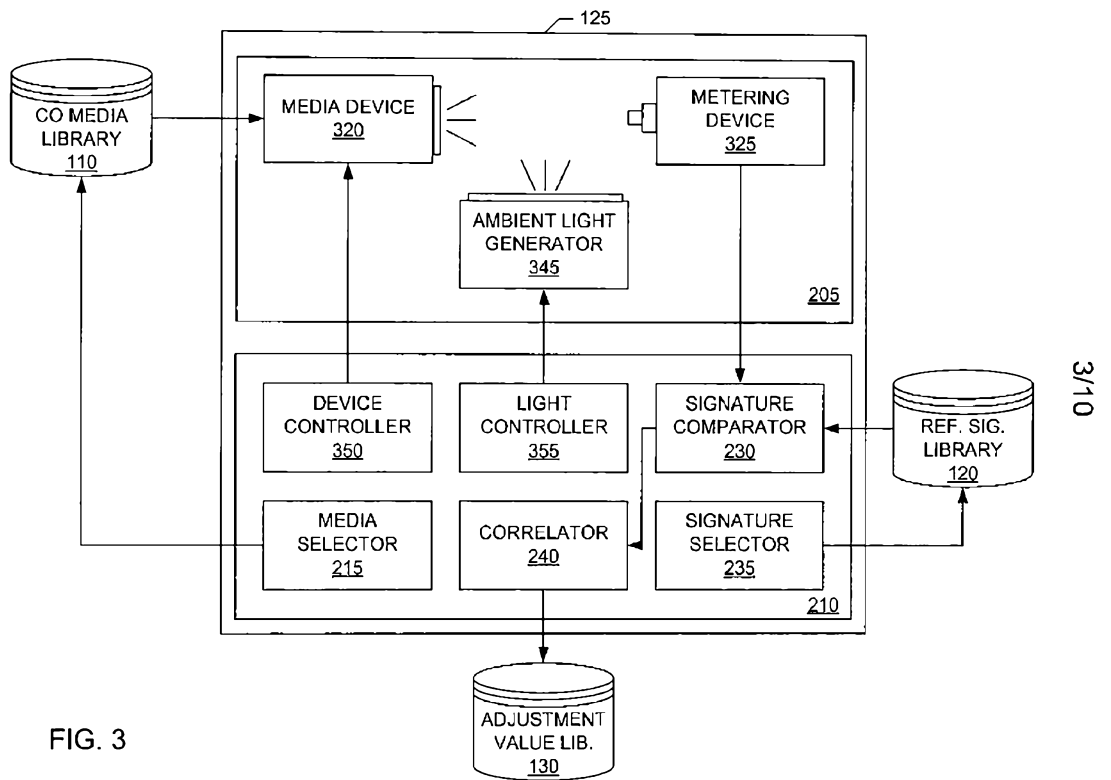 125
CO MEDIA
LIBRARY
110
MEDIA DEVICE
320
METERING
DEVICE
325
AMBIENT LIGHT
GENERATOR
345
205
3/10
DEVICE
CONTROLLER
350
LIGHT
CONTROLLER
355
SIGNATURE
COMPARATOR
230
REF. SIG.
LIBRARY
120
MEDIA
SELECTOR
215
CORRELATOR
240
SIGNATURE
SELECTOR
235
210
ADJUSTMENT
VALUE LIB.
130
FIG. 3